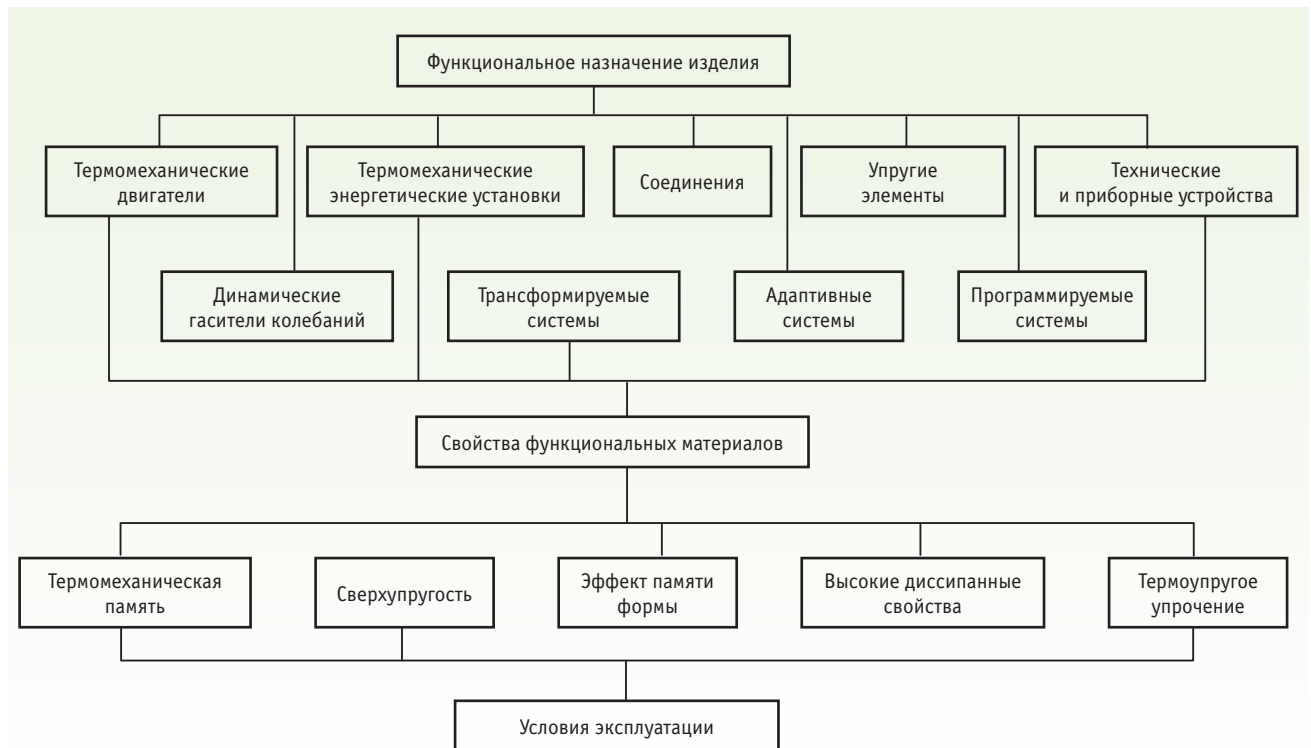 Функциональное назначение изделия
Термомеханические
двигатели
Термомеханические
энергетические установки
Соединения
Упругие
элементы
Технические
и приборные устройства
Динамические
гасители колебаний
Трансформируемые
системы
Адаптивные
системы
Программируемые
системы
Свойства функциональных материалов
Термомеханическая
память
Сверхупругость
Эффект памяти
формы
Высокие диссипанные
свойства
Термоупругое
упрочение
Условия эксплуатации